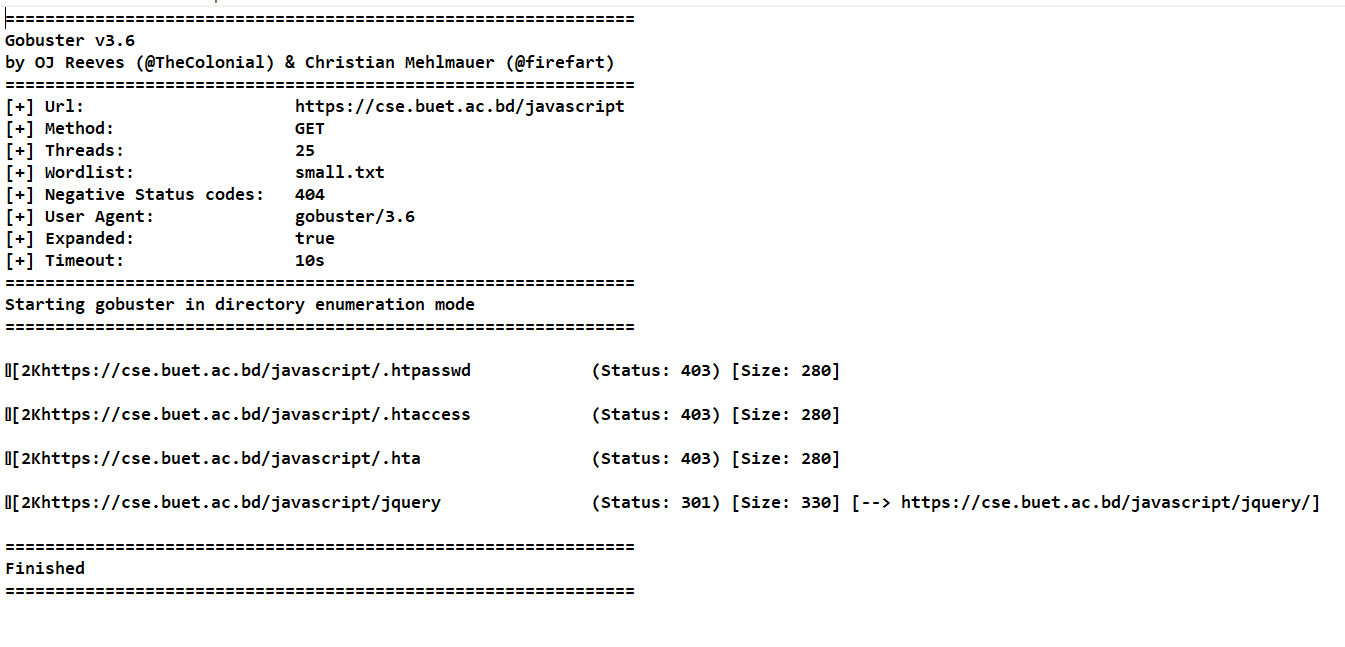 ===============================================================
Gobuster v3.6
by OJ Reeves (@TheColonial) & Christian Mehlmauer (@firefart)
===============================================================
[+] Url:                     https://cse.buet.ac.bd/javascript
[+] Method:                  GET
[+] Threads:                 25
[+] Wordlist:                small.txt
[+] Negative Status codes:   404
[+] User Agent:              gobuster/3.6
[+] Expanded:                true
[+] Timeout:                 10s
===============================================================
Starting gobuster in directory enumeration mode
===============================================================
[2Khttps://cse.buet.ac.bd/javascript/.htpasswd            (Status: 403) [Size: 280]
[2Khttps://cse.buet.ac.bd/javascript/.htaccess            (Status: 403) [Size: 280]
[2Khttps://cse.buet.ac.bd/javascript/.hta                 (Status: 403) [Size: 280]
[2Khttps://cse.buet.ac.bd/javascript/jquery               (Status: 301) [Size: 330] [--> https://cse.buet.ac.bd/javascript/jquery/]
===============================================================
Finished
===============================================================